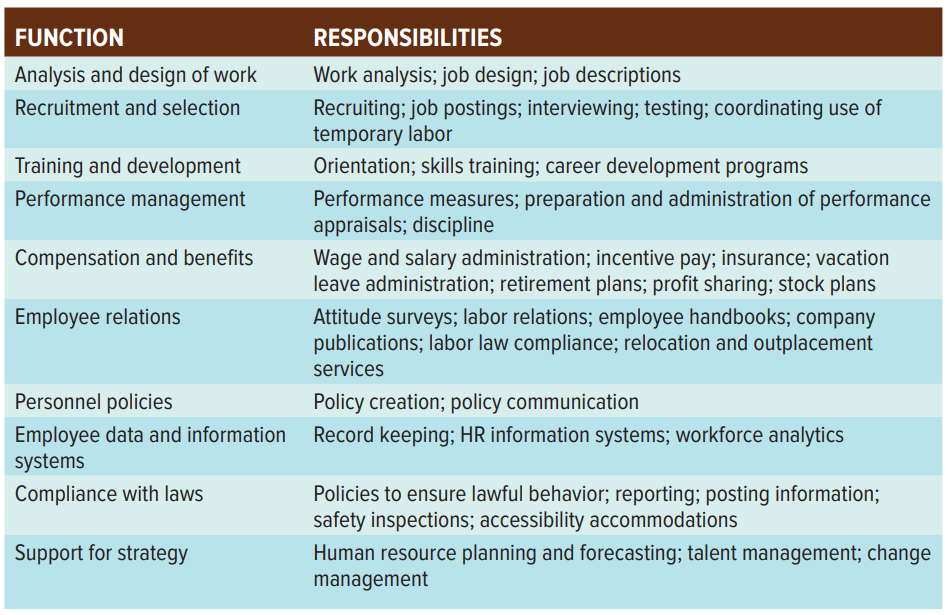 FUNCTION RESPONSIBILITIES
Analysis and design of work Work analysis; job design; job descriptions
Recruitment and selection Recruiting; job postings; interviewing; testing; coordinating use of
temporary labor
Training and development Orientation; skills training; career development programs
Performance management Performance measures; preparation and administration of performance
appraisals; discipline
Compensation and benefits Wage and salary administration; incentive pay; insurance; vacation
leave administration; retirement plans; profit sharing; stock plans
Employee relations Attitude surveys; labor relations; employee handbooks; company
publications; labor law compliance; relocation and outplacement
services
Personnel policies Policy creation; policy communication
Employee data and information Record keeping; HR information systems; workforce analytics
systems
Compliance with laws Policies to ensure lawful behavior; reporting; posting information;
safety inspections; accessibility accommodations
Support for strategy Human resource planning and forecasting; talent management; change
management